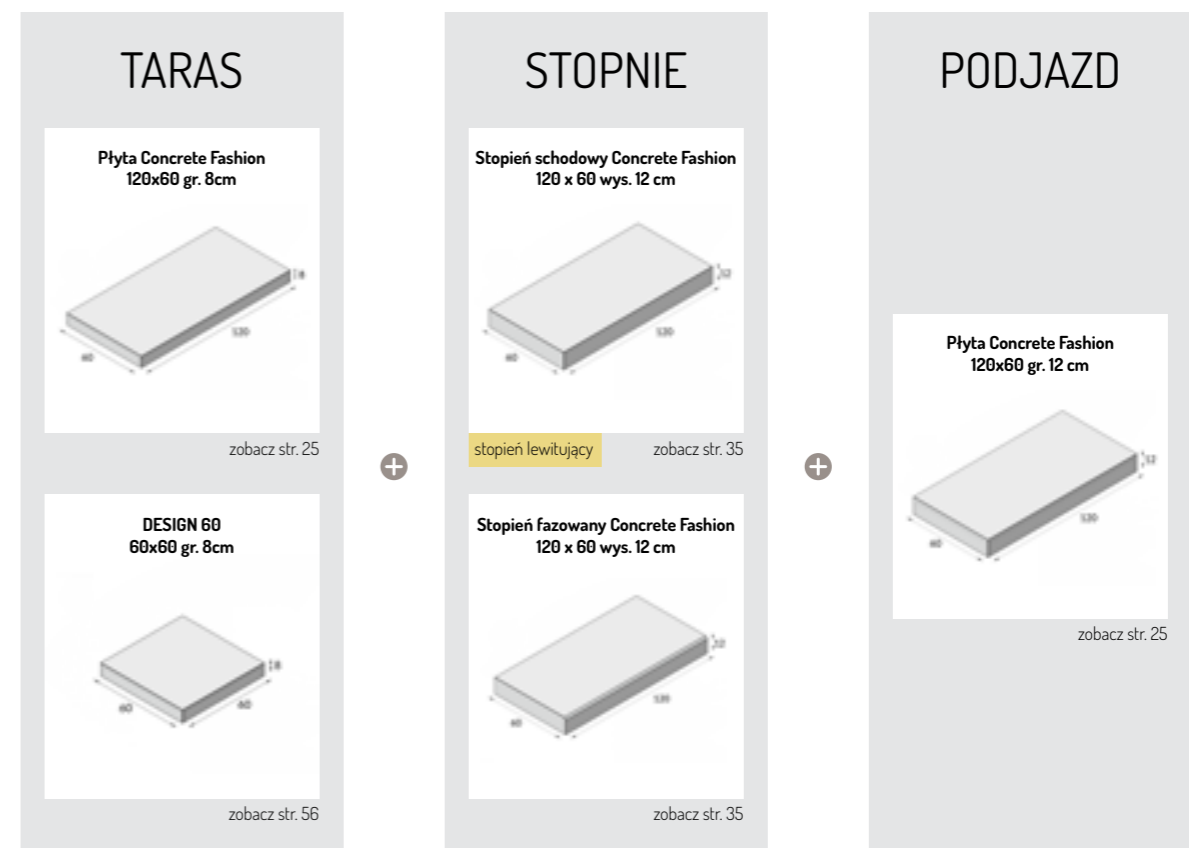 TARAS
Płyta Concrete Fashion
120x60 gr. 8cm
8
120
60
zobacz str. 25
DESIGN 60
60x60 gr. 8cm
8
60
60
zobacz str. 56
STOPNIE
Stopień schodowy Concrete Fashion
120 x 60 wys. 12 cm
12
120
60
stopień lewitujący
zobacz str. 35
Stopień fazowany Concrete Fashion
120 x 60 wys. 12 cm
12
120
60
zobacz str. 35
PODJAZD
Płyta Concrete Fashion
120x60 gr. 12 cm
12
120
60
zobacz str. 25